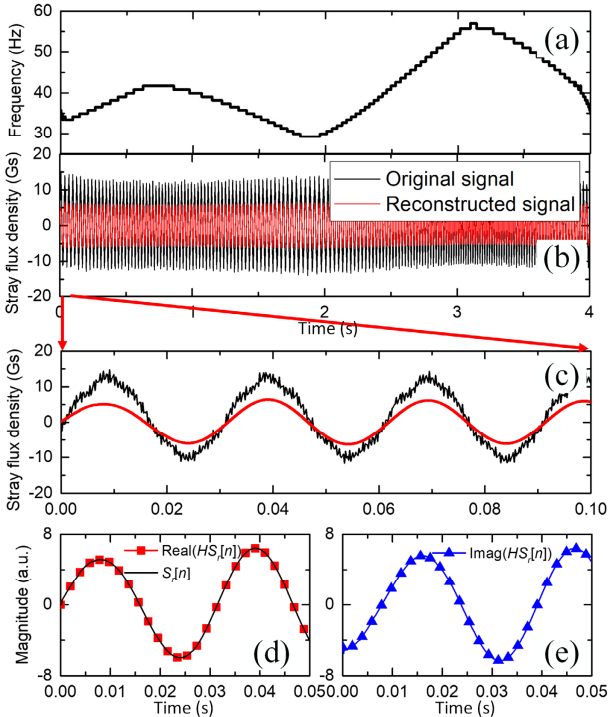 60
50
40
30
Frequency (Hz)
(a)
20
10
0
-10
-20
Stray flux density (Gs)
Original signal
Reconstructed signal
(b)
0 1 2 3 4
Time (s)
20
10
0
-10
-20
Stray flux density (Gs)
(c)
0.00 0.02 0.04 0.06 0.08 0.10
8
0
-8
Magnitude (a.u.)
Real(HSr[n])
Sr[n]
(d)
0.00 0.01 0.02 0.03 0.04 0.05
Time (s)
8
0
-8
Imag(HSr[n])
(e)
0.00 0.01 0.02 0.03 0.04 0.05
Time (s)